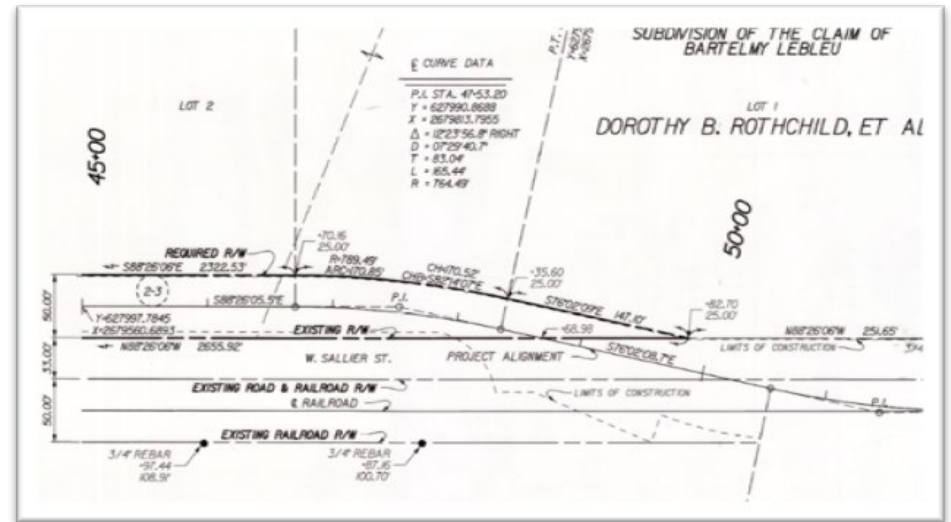 SUBDIVISION OF THE CLAIM OF
BARTELMY LEBLEU
P.T.
℄ CURVE DATA
P.I. STA. 47+53.20
Y = 627990.8688
X = 2679813.7955
Δ = 12°23'56.8" RIGHT
D = 07°29'40.7"
T = 83.04'
L = 165.44'
R = 764.49'
LOT 2
LOT 1
DOROTHY B. ROTHCHILD, ET AL
45+00
50+00
REQUIRED R/W
S88°26'06"E 2322.53'
+70.16
25.00'
R=789.49'
ARC=170.85'
CH=170.52'
CHB=S82°14'07"E
+35.60
25.00'
2-3
S88°26'05.5"E
P.I.
S76°02'09"E 147.10'
+82.70
25.00'
Y=627997.7845
X=2679560.6893
EXISTING R/W
+68.98
N88°26'06"W 251.65'
N88°26'06"W 2655.92'
LIMITS OF CONSTRUCTION
W. SALLIER ST.
PROJECT ALIGNMENT
S76°02'08.7"E
EXISTING ROAD & RAILROAD R/W
LIMITS OF CONSTRUCTION
℄ RAILROAD
P.I.
EXISTING RAILROAD R/W
50.00'
33.00'
50.00'
3/4" REBAR
+97.44
108.91'
3/4" REBAR
+87.16
100.70'